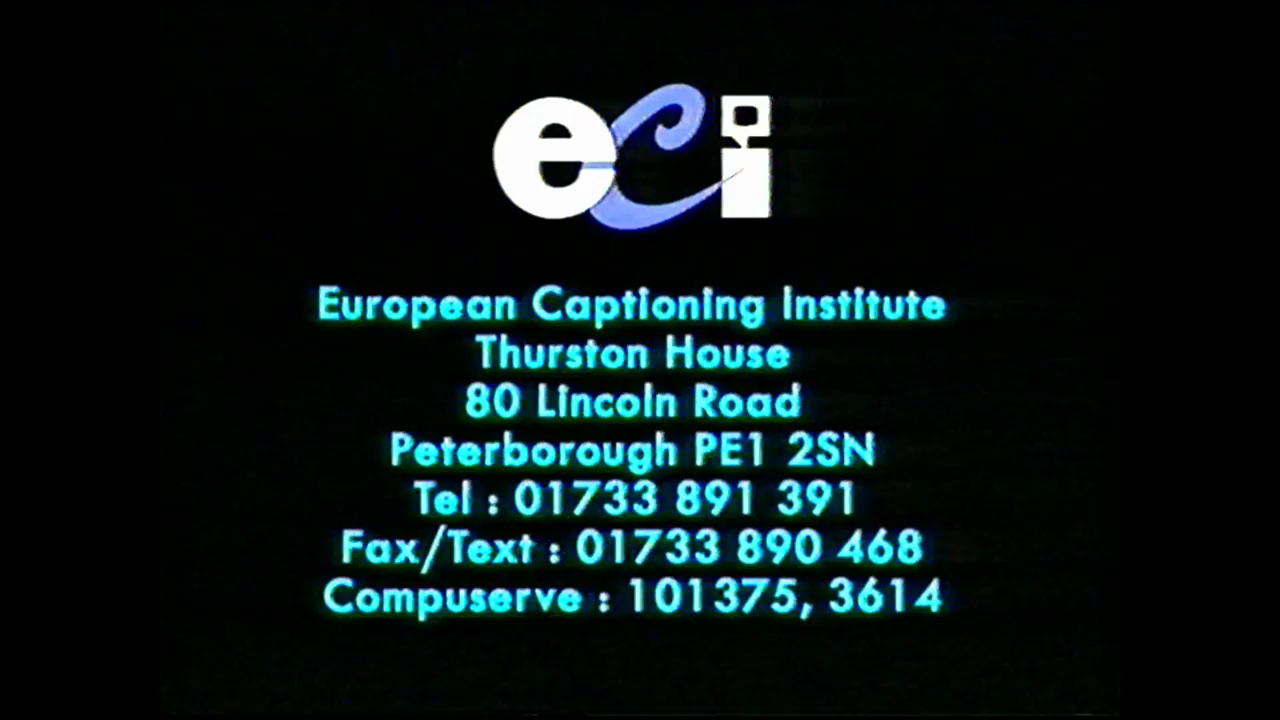 eci
European Captioning Institute
Thurston House
80 Lincoln Road
Peterborough PE1 2SN
Tel : 01733 891 391
Fax/Text : 01733 890 468
Compuserve : 101375, 3614